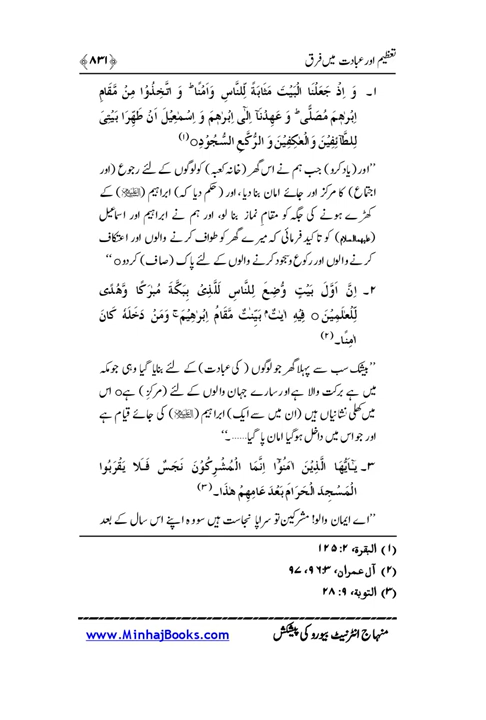 تعظیم اور عبادت میں فرق
﴿۸۳۱﴾
۱۔ وَ اِذْ جَعَلْنَا الْبَيْتَ مَثَابَةً لِّلنَّاسِ وَاَمْنًا ط وَ اتَّخِذُوْا مِنْ مَّقَامِ
اِبْرٰهٖمَ مُصَلًّى ط وَ عَهِدْنَآ اِلٰٓى اِبْرٰهٖمَ وَ اِسْمٰعِيْلَ اَنْ طَهِّرَا بَيْتِيَ
لِلطَّآئِفِيْنَ وَ الْعٰكِفِيْنَ وَ الرُّكَّعِ السُّجُوْدِ‎o‎(۱)
’’اور (یاد کرو) جب ہم نے اس گھر (خانہ کعبہ) کو لوگوں کے لئے رجوع (اور
اجتماع) کا مرکز اور جائے امان بنا دیا، اور (حکم دیا کہ) ابراہیم (علیہ السلام) کے
کھڑے ہونے کی جگہ کو مقامِ نماز بنا لو، اور ہم نے ابراہیم اور اسماعیل
(علیہما السلام) کو تاکید فرمائی کہ میرے گھر کو طواف کرنے والوں اور اعتکاف
کرنے والوں اور رکوع و سجود کرنے والوں کے لئے پاک (صاف) کر دو‎o‎‘‘
۲۔ اِنَّ اَوَّلَ بَيْتٍ وُّضِعَ لِلنَّاسِ لَلَّذِيْ بِبَكَّةَ مُبٰرَكًا وَّهُدًى
لِّلْعٰلَمِيْنَ ‎o‎ فِيْهِ اٰيٰتٌم بَيِّنٰتٌ مَّقَامُ اِبْرٰهِيْمَ ج وَمَنْ دَخَلَهٗ كَانَ
اٰمِنًا۔(۲)
’’بیشک سب سے پہلا گھر جو لوگوں (کی عبادت) کے لئے بنایا گیا وہی جو مکہ
میں ہے برکت والا ہے اور سارے جہان والوں کے لئے (مرکزِ) ہے‎o‎ اس
میں کھلی نشانیاں ہیں (ان میں سے ایک) ابراہیم (علیہ السلام) کی جائے قیام ہے
اور جو اس میں داخل ہوگیا امان پا گیا......۔‘‘
۳۔ يٰٓاَيُّهَا الَّذِيْنَ اٰمَنُوْٓا اِنَّمَا الْمُشْرِكُوْنَ نَجَسٌ فَـلَا يَقْرَبُوا
الْمَسْجِدَ الْحَرَامَ بَعْدَ عَامِهِمْ هٰذَا۔(۳)
’’اے ایمان والو! مشرکین تو سراپا نجاست ہیں سو وہ اپنے اس سال کے بعد
(۱) البقرة، ۲: ۱۲۵
(۲) آل عمران، ۳: ۹۶، ۹۷
(۳) التوبة، ۹: ۲۸
منہاج انٹرنیٹ بیورو کی پیشکش
www.MinhajBooks.com